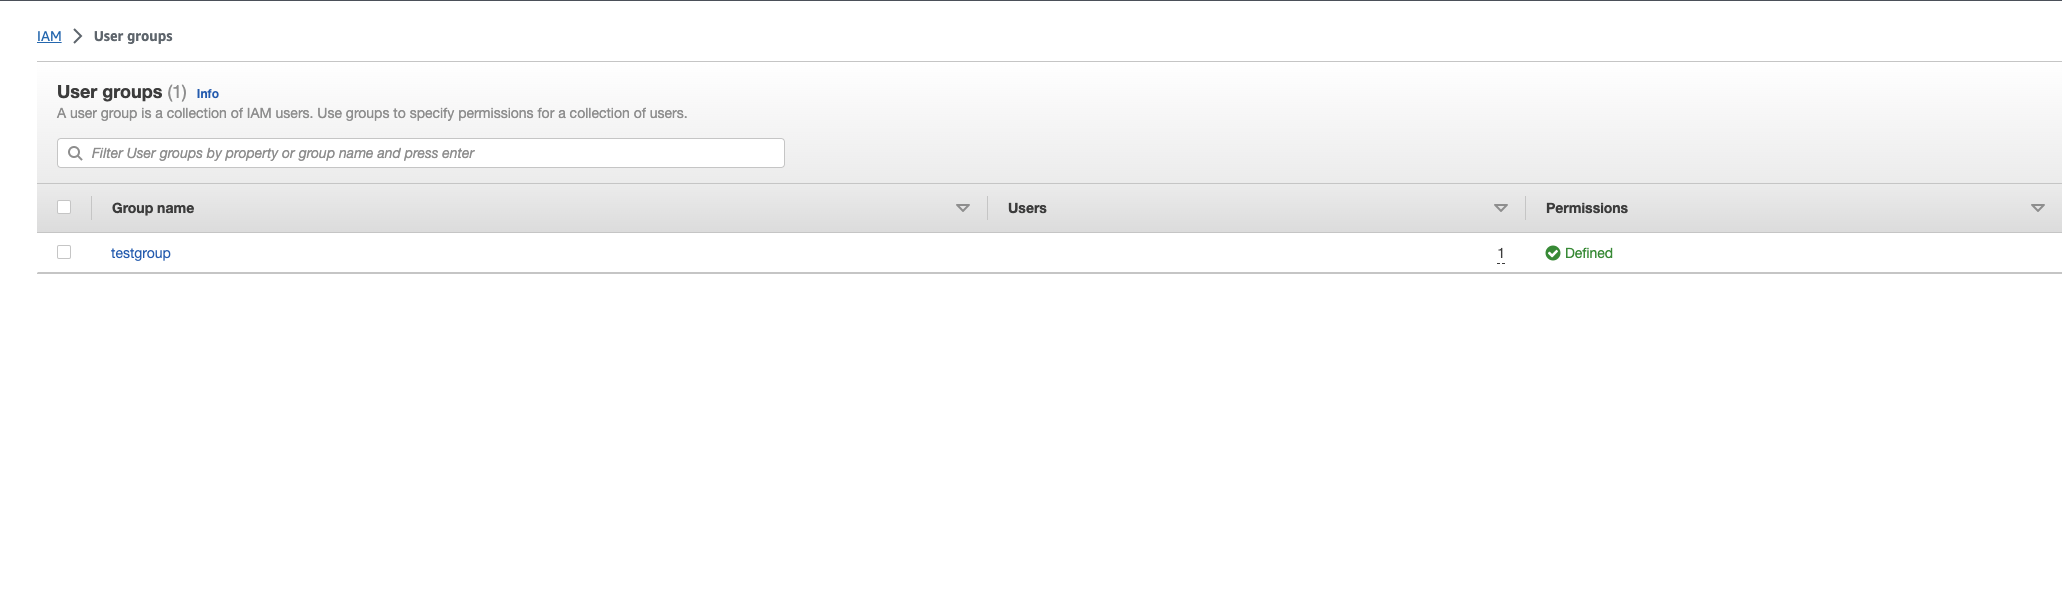 IAM > User groups
User groups (1) Info
A user group is a collection of IAM users. Use groups to specify permissions for a collection of users.
Filter User groups by property or group name and press enter
Group name Users Permissions
testgroup 1 Defined